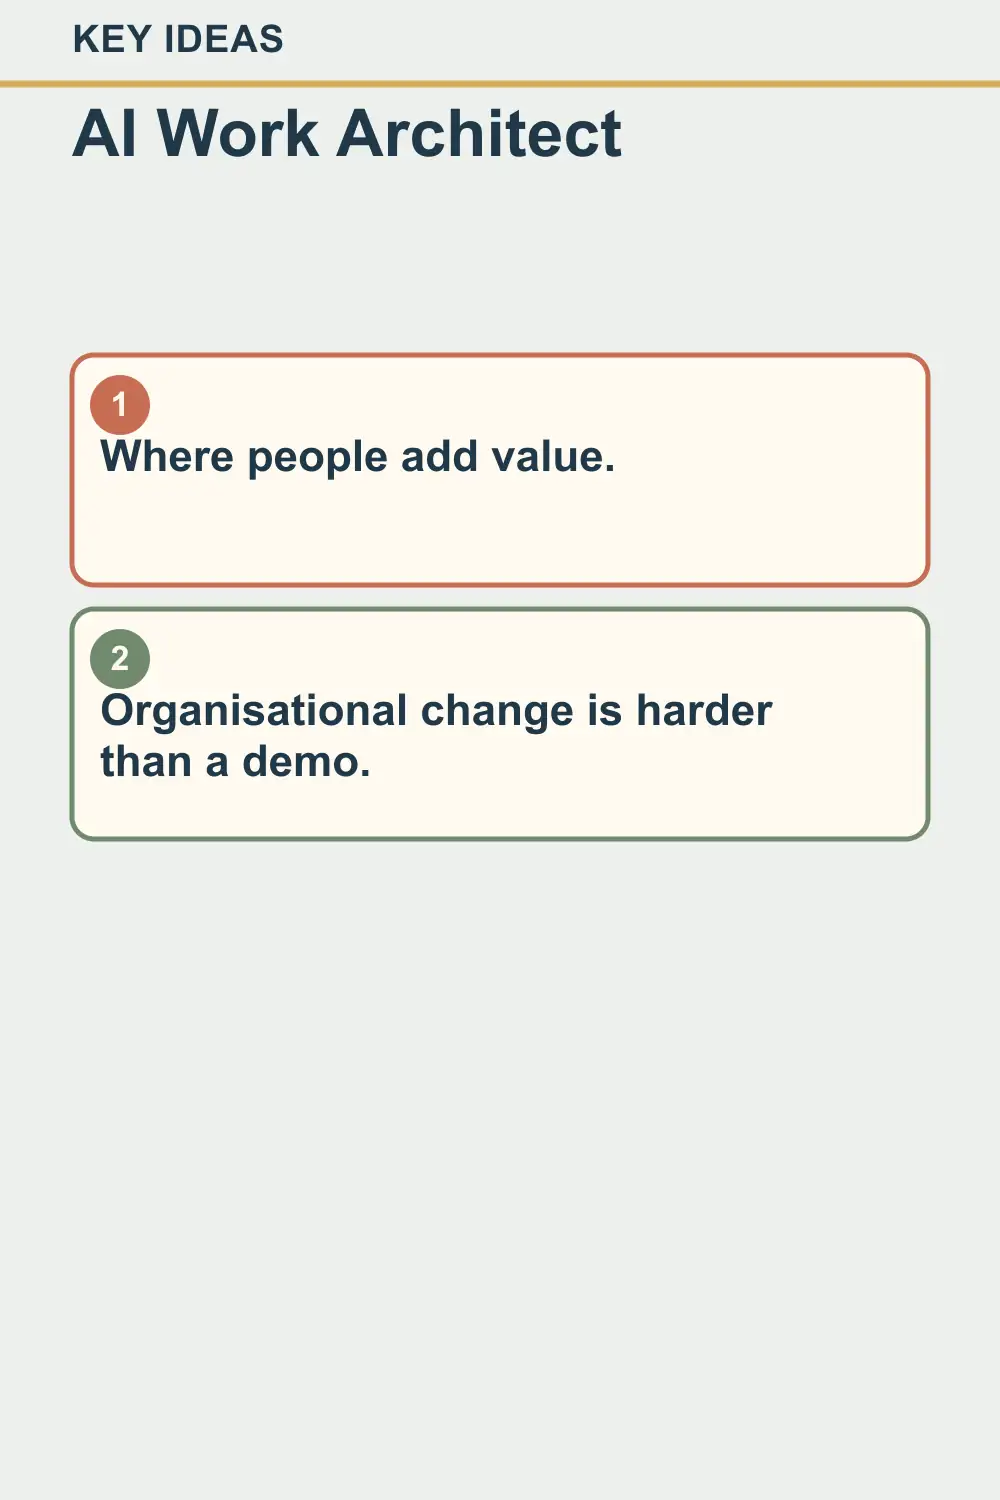 KEY IDEAS
AI Work Architect
1
Where people add value.
2
Organisational change is harder
than a demo.